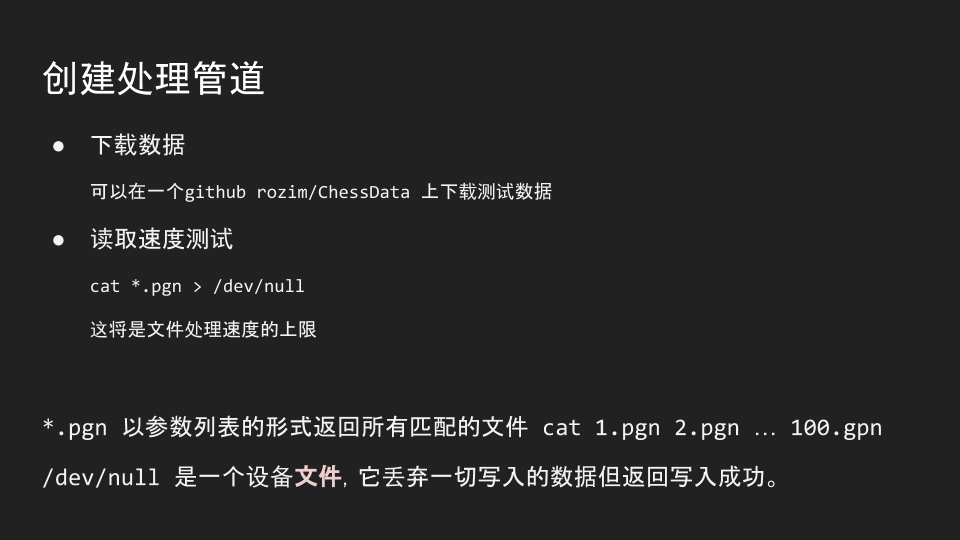 创建处理管道
● 下载数据
可以在一个github rozim/ChessData 上下载测试数据
● 读取速度测试
cat *.pgn > /dev/null
这将是文件处理速度的上限
*.pgn 以参数列表的形式返回所有匹配的文件 cat 1.pgn 2.pgn … 100.gpn
/dev/null 是一个设备文件, 它丢弃一切写入的数据但返回写入成功。